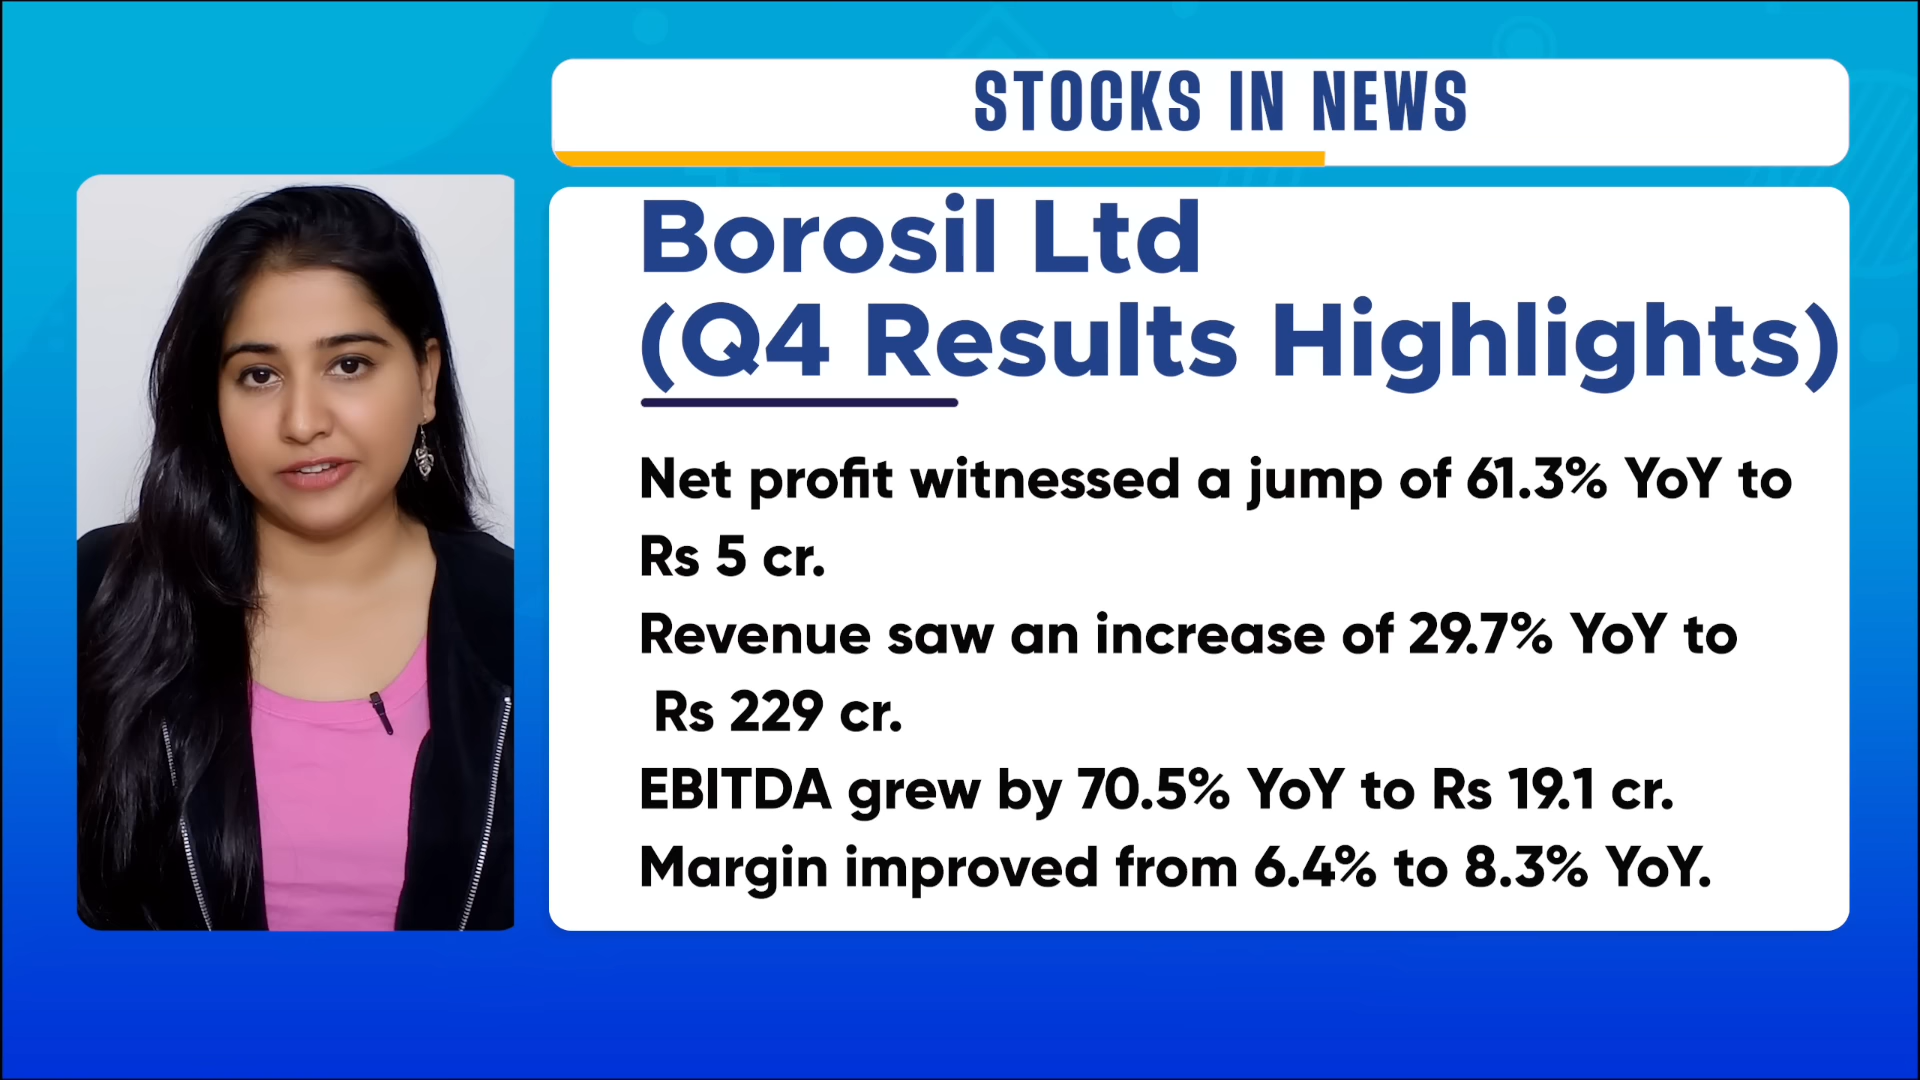 STOCKS IN NEWS
Borosil Ltd
(Q4 Results Highlights)
Net profit witnessed a jump of 61.3% YoY to
Rs 5 cr.
Revenue saw an increase of 29.7% YoY to
Rs 229 cr.
EBITDA grew by 70.5% YoY to Rs 19.1 cr.
Margin improved from 6.4% to 8.3% YoY.